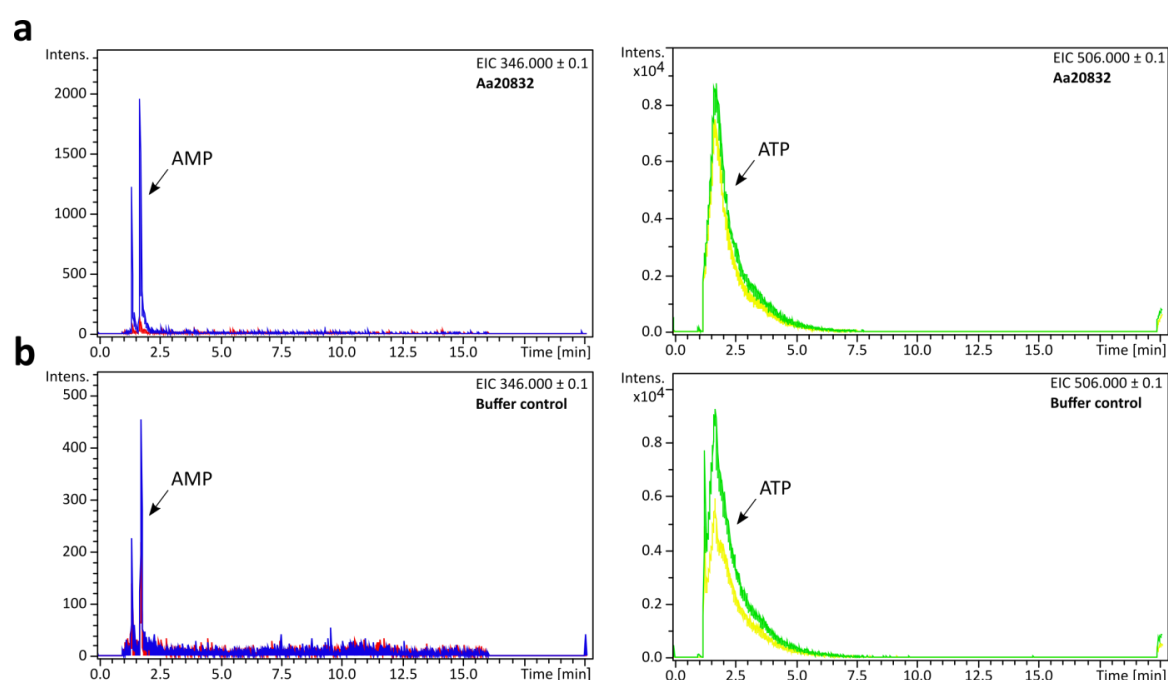 a
Intens.
EIC 346.000 ± 0.1
Aa20832
2000
1500
1000
500
0
AMP
0.0 2.5 5.0 7.5 10.0 12.5 15.0 Time [min]
Intens.
x10⁴
EIC 506.000 ± 0.1
Aa20832
0.8
0.6
0.4
0.2
0.0
ATP
0.0 2.5 5.0 7.5 10.0 12.5 15.0 Time [min]
b
Intens.
EIC 346.000 ± 0.1
Buffer control
500
400
300
200
100
0
AMP
0.0 2.5 5.0 7.5 10.0 12.5 15.0 Time [min]
Intens.
x10⁴
EIC 506.000 ± 0.1
Buffer control
0.8
0.6
0.4
0.2
0.0
ATP
0.0 2.5 5.0 7.5 10.0 12.5 15.0 Time [min]